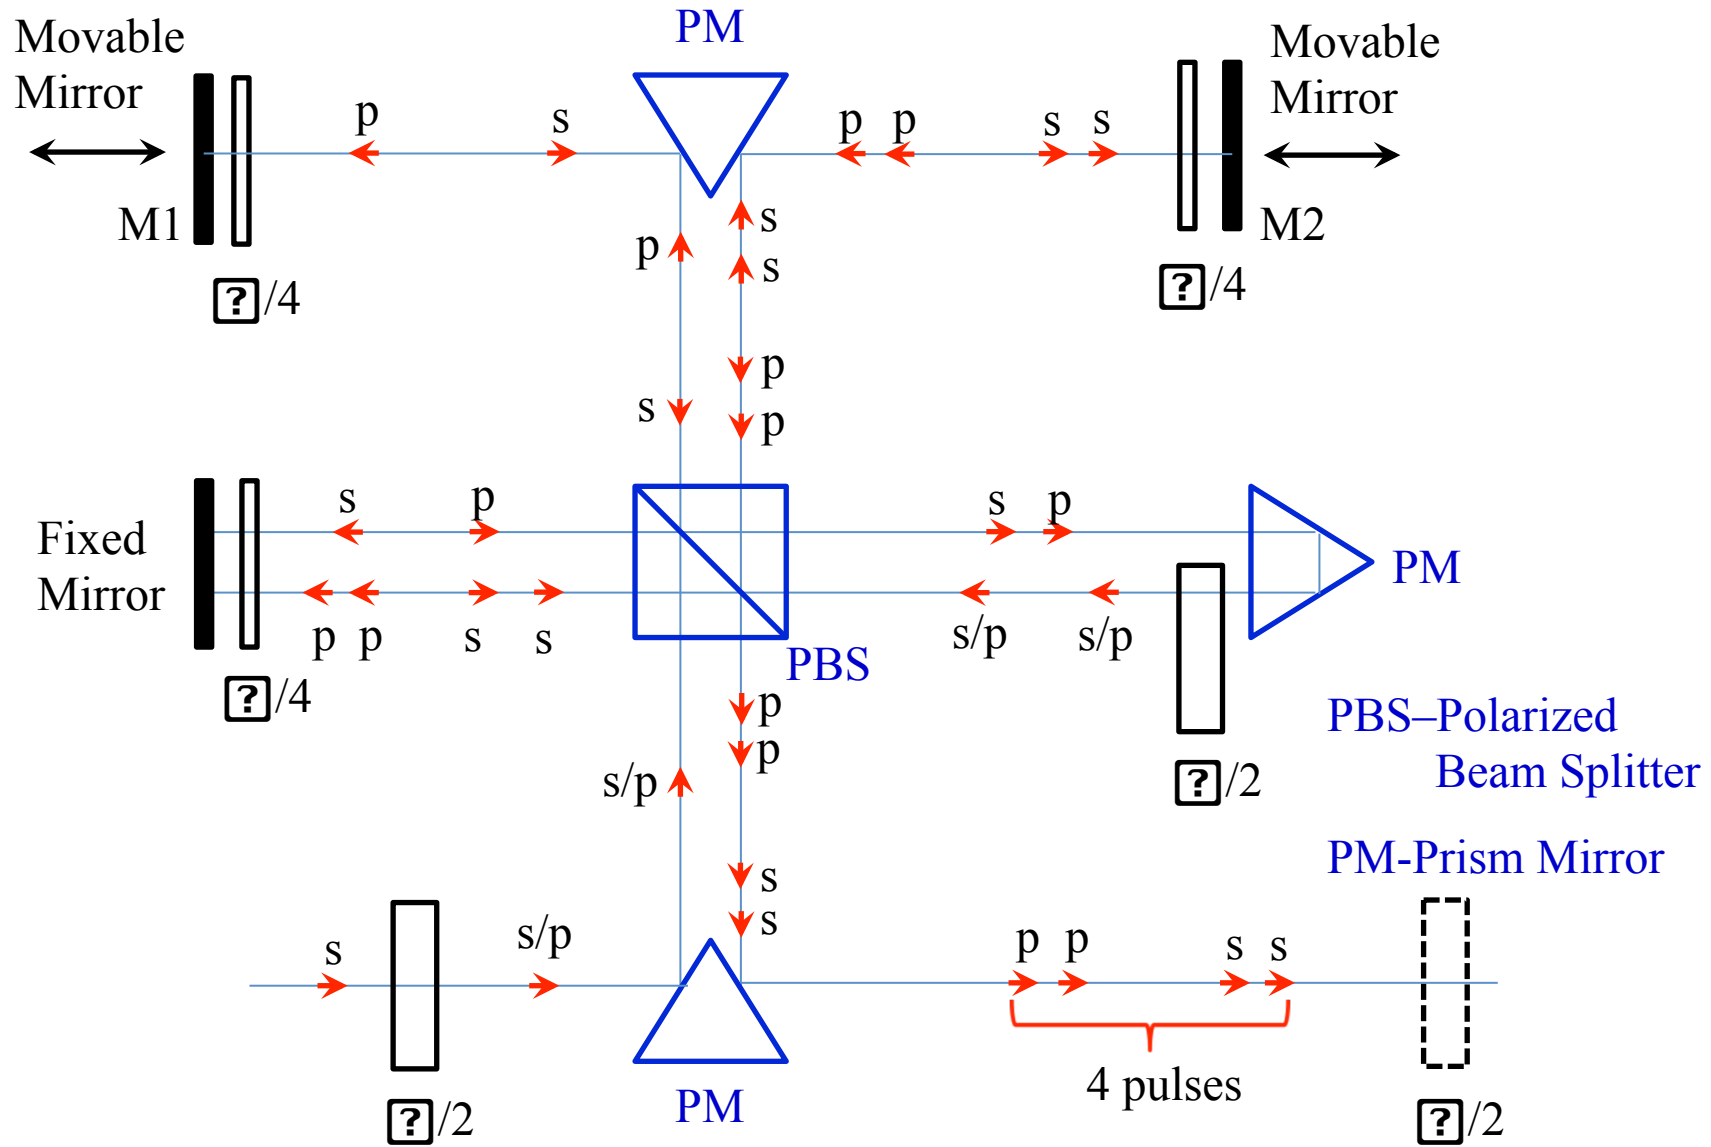 PM
Movable
Mirror
Movable
Mirror
p
s
p
p
s
s
M1
M2
�/4
�/4
p
s
s
s
p
p
s
p
s
p
Fixed
Mirror
PM
p
p
s
s
s/p
s/p
PBS
�/4
�/2
p
p
s/p
s
s
PBS–Polarized
Beam Splitter
PM-Prism Mirror
s
s/p
p
p
s
s
4 pulses
PM
�/2
�/2